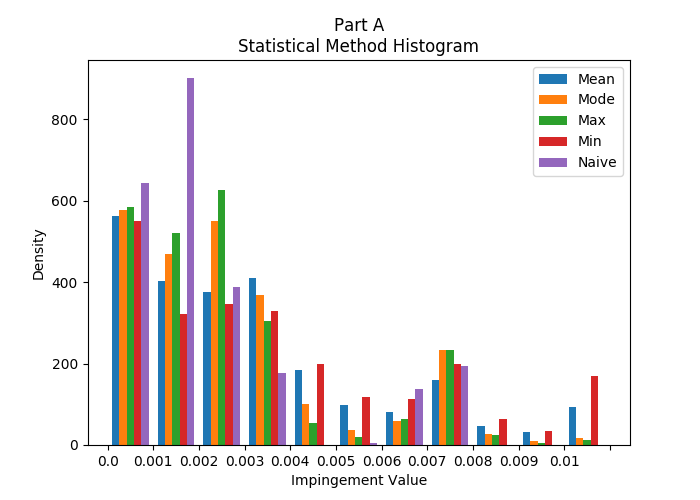 Part A
Statistical Method Histogram
Mean
Mode
Max
Min
Naive
800
600
400
200
0
Density
0.0 0.001 0.002 0.003 0.004 0.005 0.006 0.007 0.008 0.009 0.01
Impingement Value